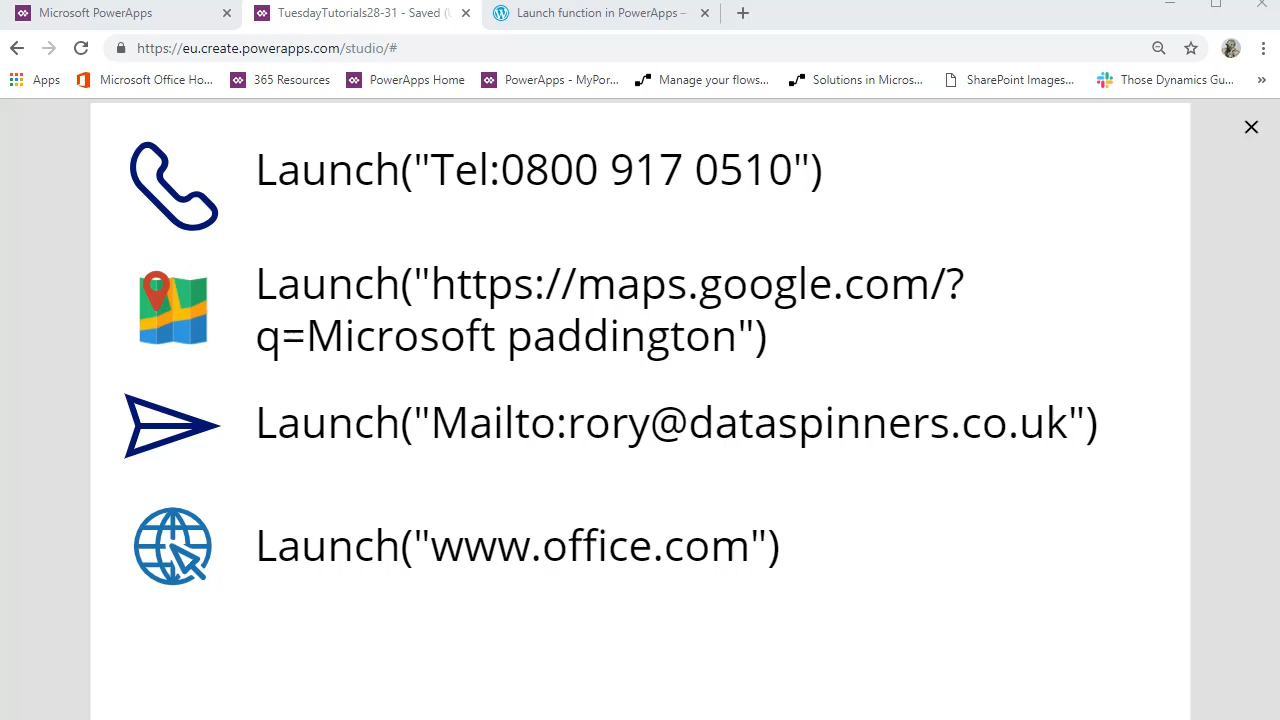 Microsoft PowerApps
TuesdayTutorials28-31 - Saved (
Launch function in PowerApps –
https://eu.create.powerapps.com/studio/#
Apps
Microsoft Office Ho...
365 Resources
PowerApps Home
PowerApps - MyPor...
Manage your flows...
Solutions in Micros...
SharePoint Images...
Those Dynamics Gu...
Launch("Tel:0800 917 0510")
Launch("https://maps.google.com/?
q=Microsoft paddington")
Launch("Mailto:rory@dataspinners.co.uk")
Launch("www.office.com")